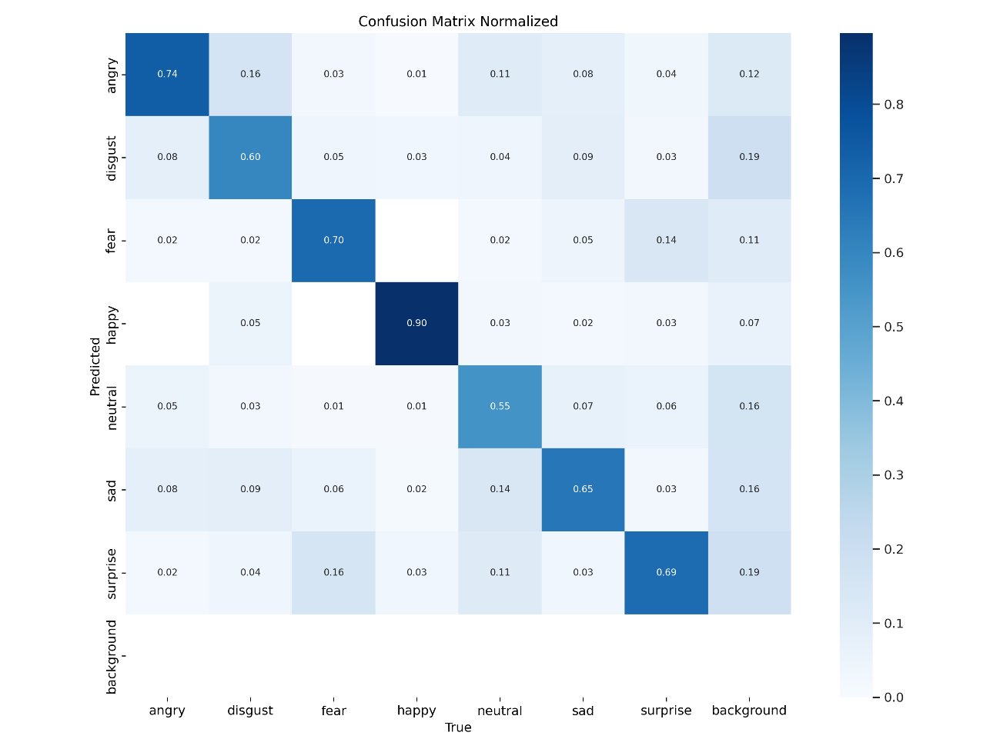 Confusion Matrix Normalized
angry 0.74 0.16 0.03 0.01 0.11 0.08 0.04 0.12
disgust 0.08 0.60 0.05 0.03 0.04 0.09 0.03 0.19
fear 0.02 0.02 0.70 0.02 0.05 0.14 0.11
happy 0.05 0.90 0.03 0.02 0.03 0.07
neutral 0.05 0.03 0.01 0.01 0.55 0.07 0.06 0.16
sad 0.08 0.09 0.06 0.02 0.14 0.65 0.03 0.16
surprise 0.02 0.04 0.16 0.03 0.11 0.03 0.69 0.19
background
Predicted
angry disgust fear happy neutral sad surprise background
True
0.8
0.7
0.6
0.5
0.4
0.3
0.2
0.1
0.0